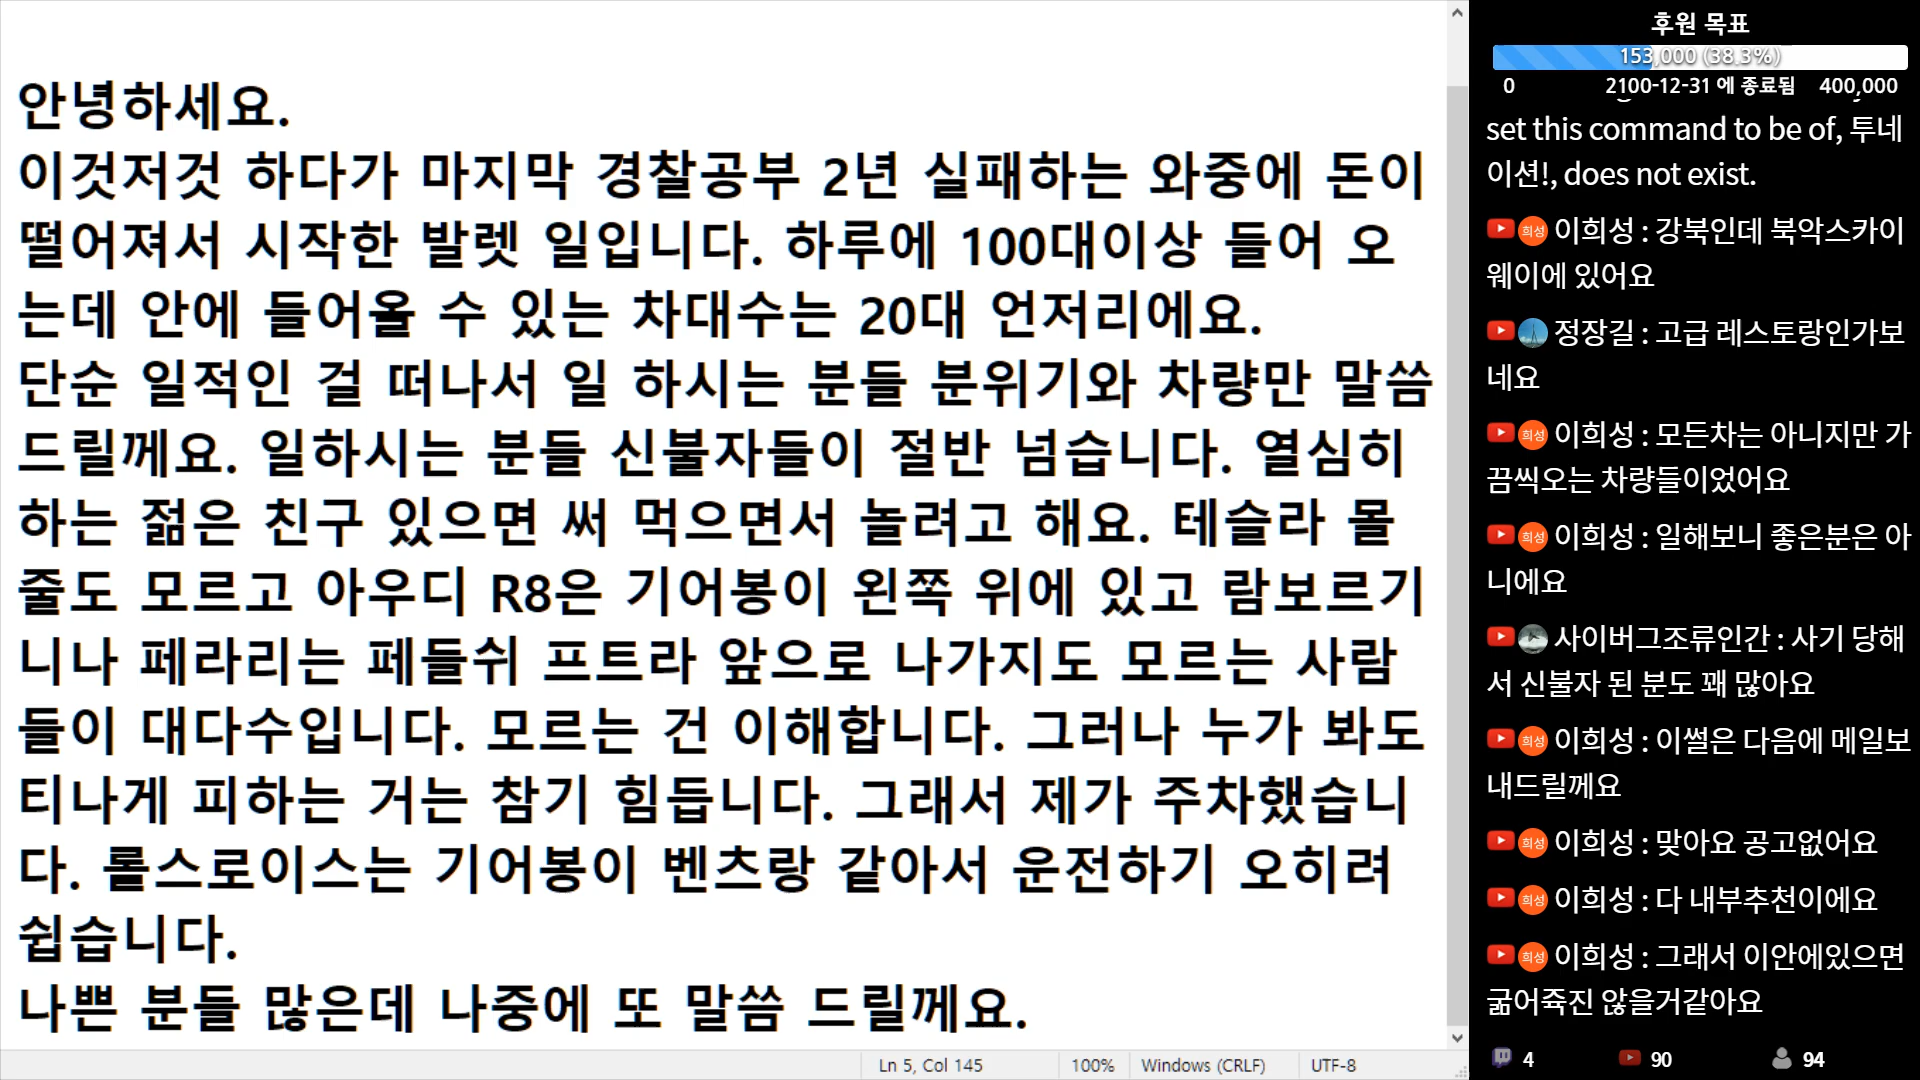 안녕하세요.
이것저것 하다가 마지막 경찰공부 2년 실패하는 와중에 돈이
떨어져서 시작한 발렛 일입니다. 하루에 100대이상 들어 오
는데 안에 들어올 수 있는 차대수는 20대 언저리에요.
단순 일적인 걸 떠나서 일 하시는 분들 분위기와 차량만 말씀
드릴께요. 일하시는 분들 신불자들이 절반 넘습니다. 열심히
하는 젊은 친구 있으면 써 먹으면서 놀려고 해요. 테슬라 몰
줄도 모르고 아우디 R8은 기어봉이 왼쪽 위에 있고 람보르기
니나 페라리는 페들쉬 프트라 앞으로 나가지도 모르는 사람
들이 대다수입니다. 모르는 건 이해합니다. 그러나 누가 봐도
티나게 피하는 거는 참기 힘듭니다. 그래서 제가 주차했습니
다. 롤스로이스는 기어봉이 벤츠랑 같아서 운전하기 오히려
쉽습니다.
나쁜 분들 많은데 나중에 또 말씀 드릴께요.
Ln 5, Col 145
100%
Windows (CRLF)
UTF-8
후원 목표
153,000 (38.3%)
0 2100-12-31 에 종료됨 400,000
set this command to be of, 투네
이션!, does not exist.
희성 이희성 : 강북인데 북악스카이
웨이에 있어요
정장길 : 고급 레스토랑인가보
네요
희성 이희성 : 모든차는 아니지만 가
끔씩오는 차량들이었어요
희성 이희성 : 일해보니 좋은분은 아
니에요
사이버그조류인간 : 사기 당해
서 신불자 된 분도 꽤 많아요
희성 이희성 : 이썰은 다음에 메일보
내드릴께요
희성 이희성 : 맞아요 공고없어요
희성 이희성 : 다 내부추천이에요
희성 이희성 : 그래서 이안에있으면
굶어쥭진 않을거같아요
4 90 94